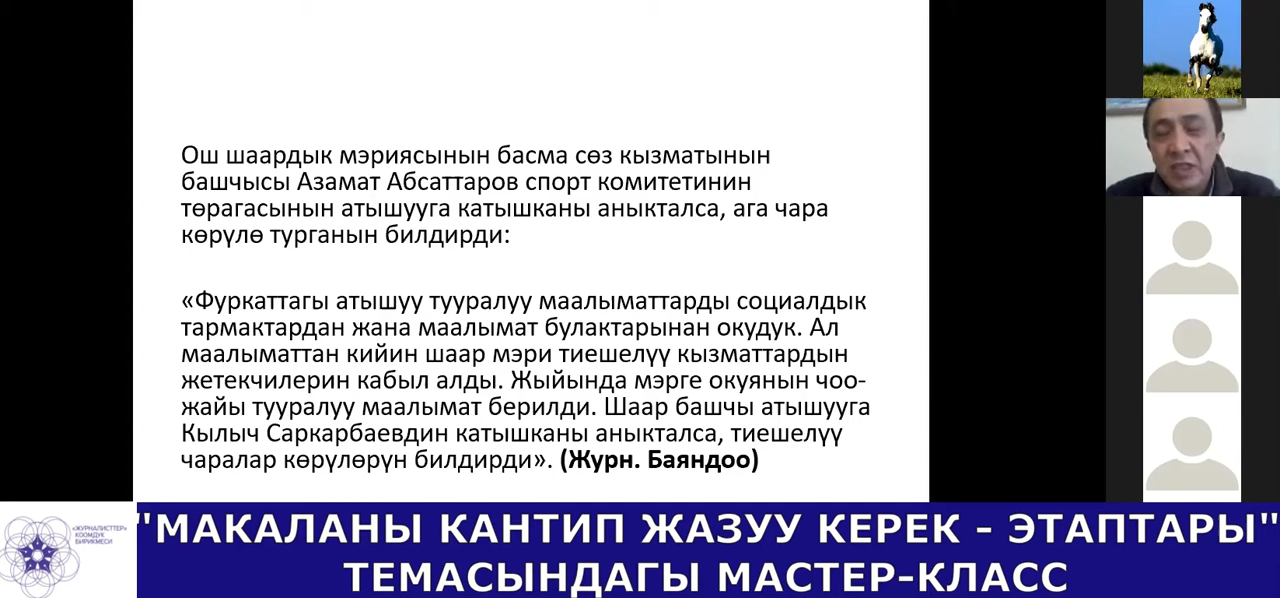 Ош шаардык мэриясынын басма сөз кызматынын
башчысы Азамат Абсаттаров спорт комитетинин
төрагасынын атышууга катышканы аныкталса, ага чара
көрүлө турганын билдирди:
«Фуркаттагы атышуу тууралуу маалыматтарды социалдык
тармактардан жана маалымат булактарынан окудук. Ал
маалыматтан кийин шаар мэри тиешелүү кызматтардын
жетекчилерин кабыл алды. Жыйында мэрге окуянын чоо-
жайы тууралуу маалымат берилди. Шаар башчы атышууга
Кылыч Саркарбаевдин катышканы аныкталса, тиешелүү
чаралар көрүлөрүн билдирди». (Журн. Баяндоо)
«ЖУРНАЛИСТТЕР»
КООМДУК
БИРИКМЕСИ
"МАКАЛАНЫ КАНТИП ЖАЗУУ КЕРЕК - ЭТАПТАРЫ"
ТЕМАСЫНДАГЫ МАСТЕР-КЛАСС